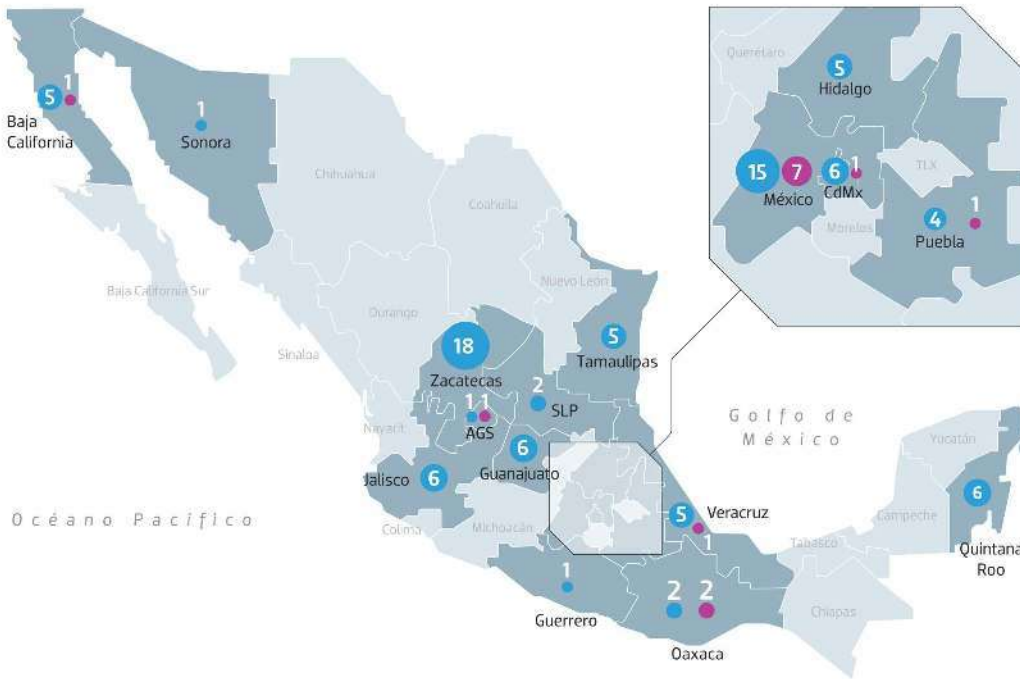 Querétaro
5
Hidalgo
15
7
México
6
1
CdMx
TLX
Morelos
4
1
Puebla
5
1
Baja
California
1
Sonora
Chihuahua
Coahuila
Nuevo León
Baja California Sur
Durango
Sinaloa
18
Zacatecas
5
Tamaulipas
2
SLP
1
1
AGS
Nayarit
6
Guanajuato
Jalisco
6
Golfo de
México
Yucatán
6
Campeche
Quintana
Roo
Océano Pacífico
Colima
Michoacán
5
Veracruz
1
Tabasco
Chiapas
1
Guerrero
2
2
Oaxaca